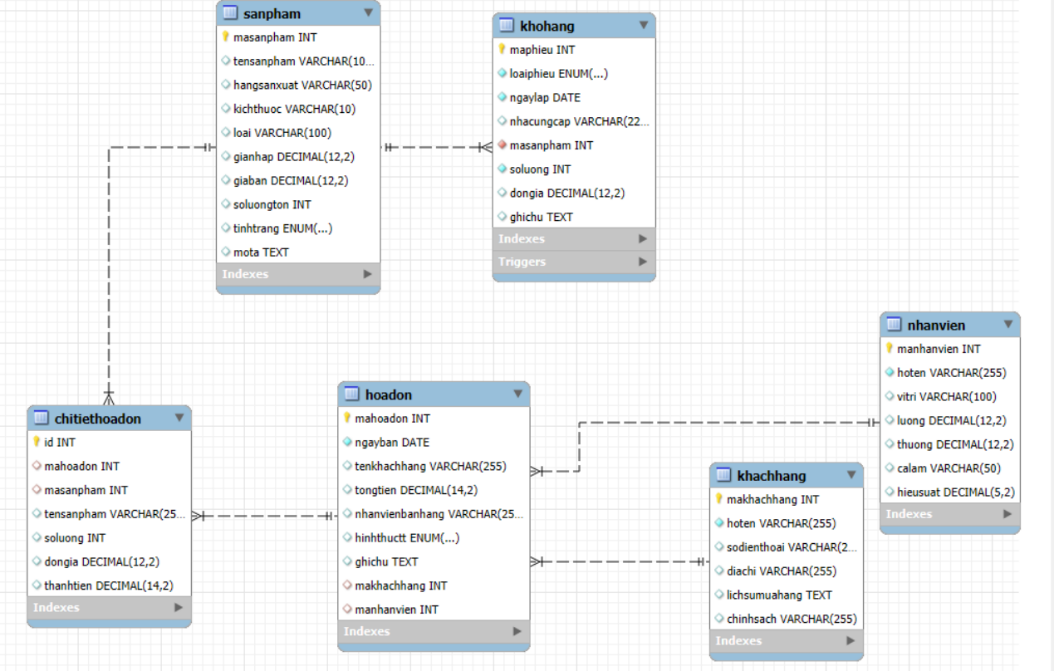 sanpham
masanpham INT
tensanpham VARCHAR(10...
hangsanxuat VARCHAR(50)
kichthuoc VARCHAR(10)
loai VARCHAR(100)
gianhap DECIMAL(12,2)
giaban DECIMAL(12,2)
soluongton INT
tinhtrang ENUM(...)
mota TEXT
Indexes
khohang
maphieu INT
loaiphieu ENUM(...)
ngaylap DATE
nhacungcap VARCHAR(22...
masanpham INT
soluong INT
dongia DECIMAL(12,2)
ghichu TEXT
Indexes
Triggers
nhanvien
manhanvien INT
hoten VARCHAR(255)
vitri VARCHAR(100)
luong DECIMAL(12,2)
thuong DECIMAL(12,2)
calam VARCHAR(50)
hieusuat DECIMAL(5,2)
Indexes
chitiethoadon
id INT
mahoadon INT
masanpham INT
tensanpham VARCHAR(25...
soluong INT
dongia DECIMAL(12,2)
thanhtien DECIMAL(14,2)
Indexes
hoadon
mahoadon INT
ngayban DATE
tenkhachhang VARCHAR(255)
tongtien DECIMAL(14,2)
nhanvienbanhang VARCHAR(25...
hinhthuctt ENUM(...)
ghichu TEXT
makhachhang INT
manhanvien INT
Indexes
khachhang
makhachhang INT
hoten VARCHAR(255)
sodienthoai VARCHAR(2...
diachi VARCHAR(255)
lichsumuahang TEXT
chinhsach VARCHAR(255)
Indexes